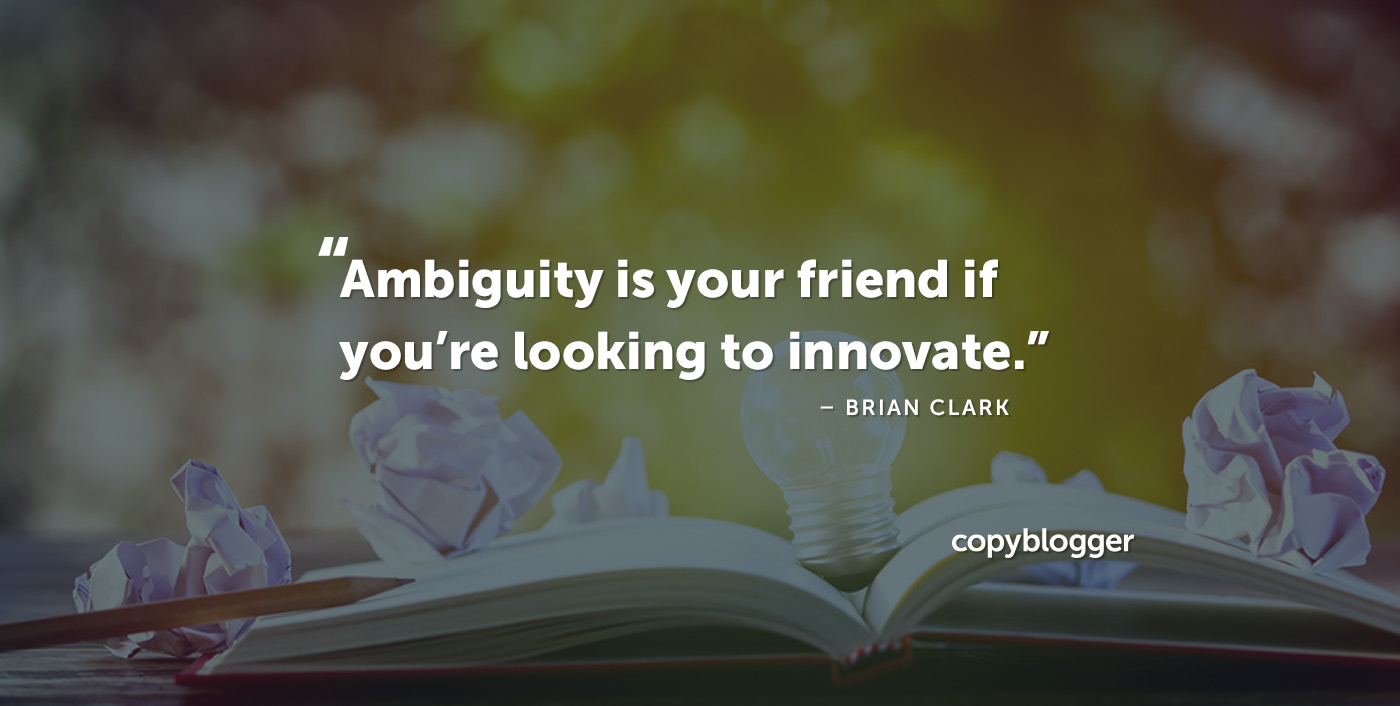 “Ambiguity is your friend if
you’re looking to innovate.”
– BRIAN CLARK
copyblogger